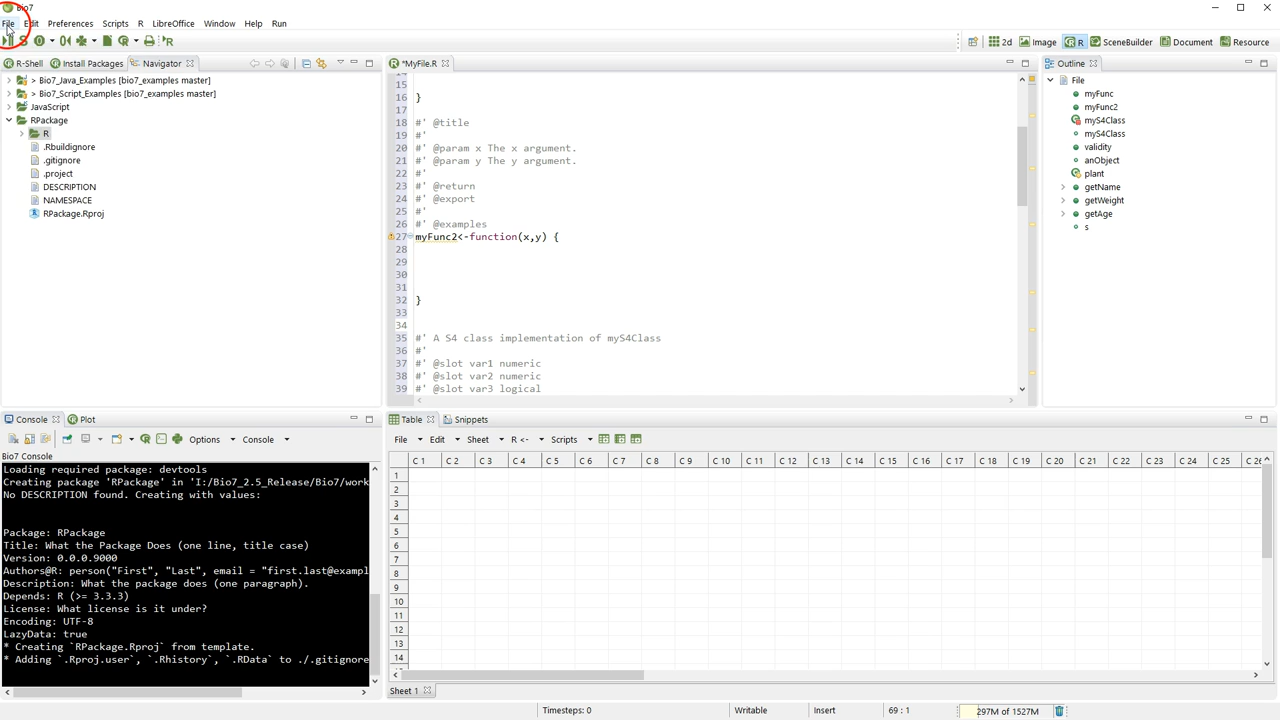 Bio7
File Edit Preferences Scripts R LibreOffice Window Help Run
2d Image R SceneBuilder Document Resource
R-Shell Install Packages Navigator
> Bio7_Java_Examples [bio7_examples master]
> Bio7_Script_Examples [bio7_examples master]
JavaScript
RPackage
R
.Rbuildignore
.gitignore
.project
DESCRIPTION
NAMESPACE
RPackage.Rproj
*MyFile.R
14
15
16 }
17
18 #' @title
19 #'
20 #' @param x The x argument.
21 #' @param y The y argument.
22 #'
23 #' @return
24 #' @export
25 #'
26 #' @examples
27 myFunc2<-function(x,y) {
28
29
30
31
32 }
33
34
35 #' A S4 class implementation of myS4Class
36 #'
37 #' @slot var1 numeric
38 #' @slot var2 numeric
39 #' @slot var3 logical
Outline
File
myFunc
myFunc2
myS4Class
myS4Class
validity
anObject
plant
getName
getWeight
getAge
s
Console Plot
Options Console
Bio7 Console
Loading required package: devtools
Creating package 'RPackage' in 'I:/Bio7_2.5_Release/Bio7/work
No DESCRIPTION found. Creating with values:
Package: RPackage
Title: What the Package Does (one line, title case)
Version: 0.0.0.9000
Authors@R: person("First", "Last", email = "first.last@exampl
Description: What the package does (one paragraph).
Depends: R (>= 3.3.3)
License: What license is it under?
Encoding: UTF-8
LazyData: true
* Creating `RPackage.Rproj` from template.
* Adding `.Rproj.user`, `.Rhistory`, `.RData` to ./.gitignore
Table Snippets
File Edit Sheet R <- Scripts
C 1 C 2 C 3 C 4 C 5 C 6 C 7 C 8 C 9 C 10 C 11 C 12 C 13 C 14 C 15 C 16 C 17 C 18 C 19 C 20 C 21 C 22 C 23 C 24 C 25 C 26
1
2
3
4
5
6
7
8
9
10
11
12
13
14
Sheet 1
Timesteps: 0 Writable Insert 69 : 1 297M of 1527M